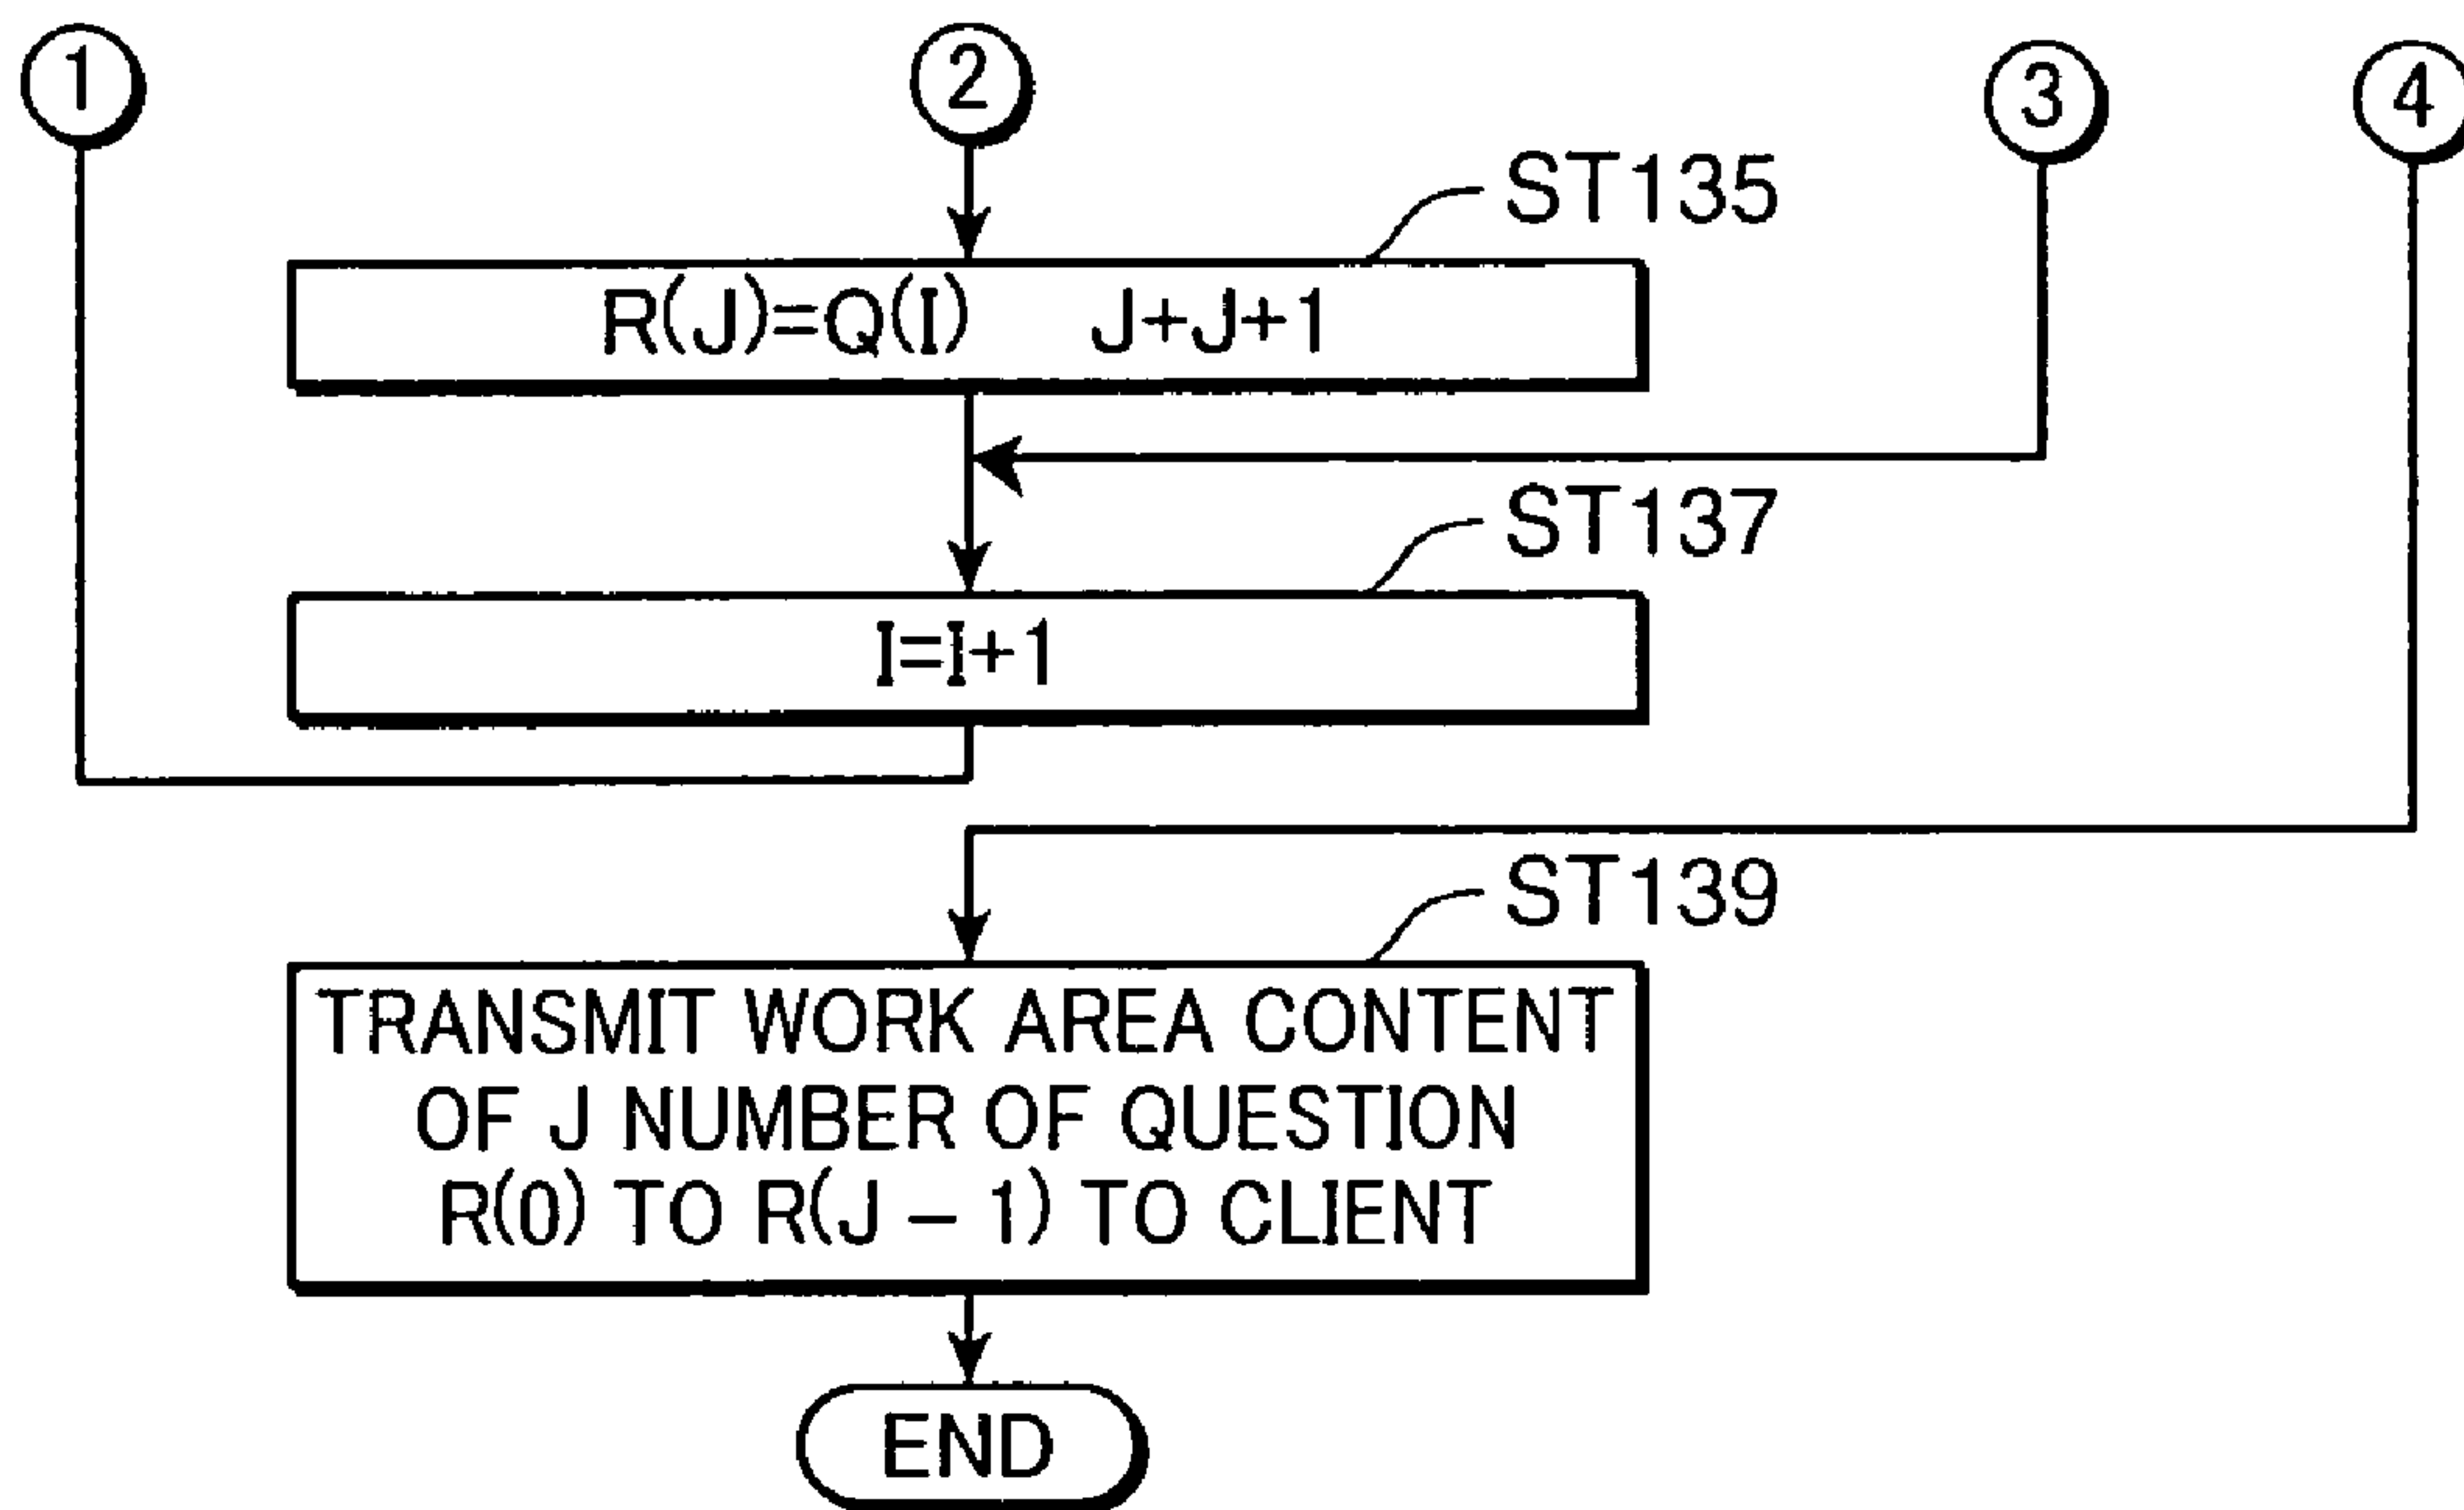 ① ② ③ ④
ST135
R(J)=Q(I) J+J+1
ST137
I=I+1
ST139
TRANSMIT WORK AREA CONTENT
OF J NUMBER OF QUESTION
R(0) TO R(J – 1) TO CLIENT
END